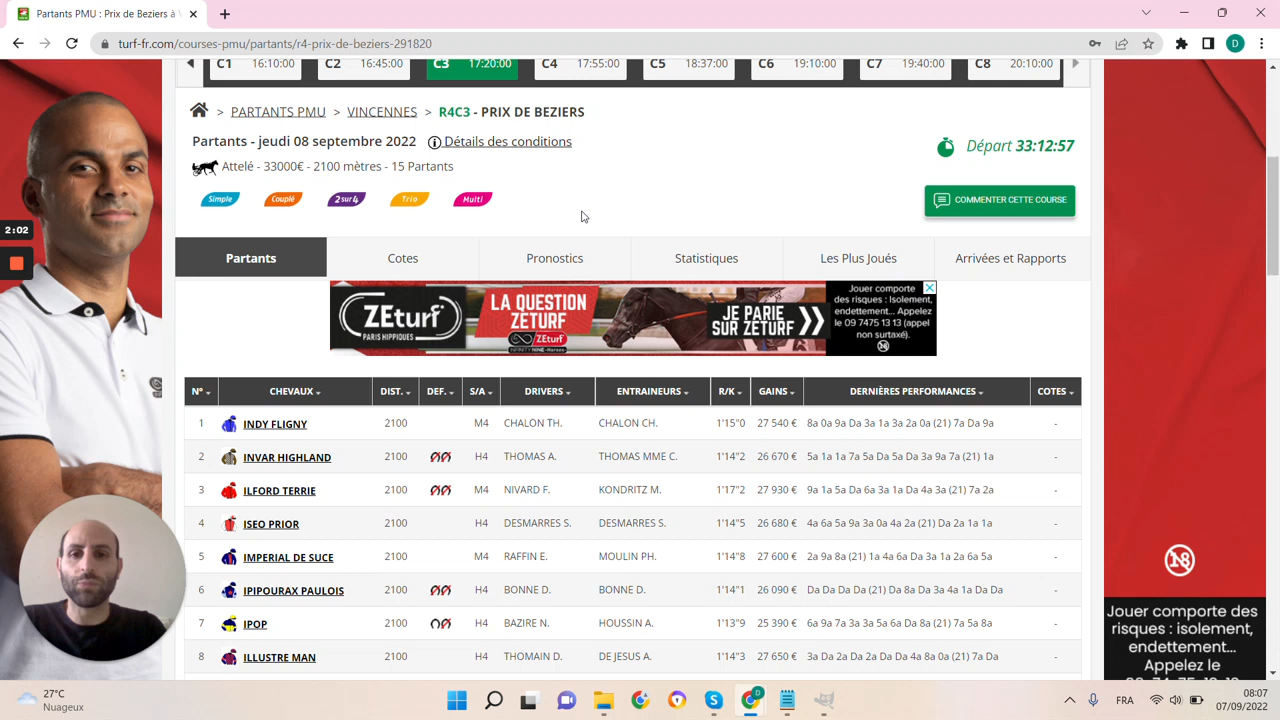 Partants PMU : Prix de Beziers à V
turf-fr.com/courses-pmu/partants/r4-prix-de-beziers-291820
D
C1 16:10:00 C2 16:45:00 C3 17:20:00 C4 17:55:00 C5 18:37:00 C6 19:10:00 C7 19:40:00 C8 20:10:00
> PARTANTS PMU > VINCENNES > R4C3 - PRIX DE BEZIERS
Partants - jeudi 08 septembre 2022 Détails des conditions
Départ 33:12:57
Attelé - 33000€ - 2100 mètres - 15 Partants
Simple Couplé 2 sur 4 Trio Multi
COMMENTER CETTE COURSE
2:02
Partants Cotes Pronostics Statistiques Les Plus Joués Arrivées et Rapports
ZEturf
PARIS HIPPIQUES
LA QUESTION
ZETURF
ZEturf
JE PARIE
SUR ZETURF
Jouer comporte
des risques : Isolement,
endettement... Appelez
le 09 7475 13 13 (appel
non surtaxé).
N° CHEVAUX DIST. DEF. S/A DRIVERS ENTRAINEURS R/K GAINS DERNIÈRES PERFORMANCES COTES
1 INDY FLIGNY 2100 M4 CHALON TH. CHALON CH. 1'15"0 27 540 € 8a 0a 9a Da 3a 1a 3a 2a 0a (21) 7a Da 9a -
2 INVAR HIGHLAND 2100 H4 THOMAS A. THOMAS MME C. 1'14"2 26 670 € 5a 1a 1a 7a 5a Da 5a Da 3a 9a 7a (21) 1a -
3 ILFORD TERRIE 2100 M4 NIVARD F. KONDRITZ M. 1'17"2 27 930 € 9a 1a 5a Da 6a 3a 1a Da 4a 3a (21) 7a 2a -
4 ISEO PRIOR 2100 H4 DESMARRES S. DESMARRES S. 1'14"5 26 680 € 4a 6a 5a 9a 3a 0a 4a 2a (21) Da 2a 1a 1a -
5 IMPERIAL DE SUCE 2100 M4 RAFFIN E. MOULIN PH. 1'14"8 27 600 € 2a 9a 8a (21) 1a 4a 6a Da 3a 1a 2a 6a 5a -
6 IPIPOURAX PAULOIS 2100 H4 BONNE D. BONNE D. 1'14"1 26 090 € Da Da Da Da (21) Da 8a Da 3a 4a 1a Da Da -
7 IPOP 2100 H4 BAZIRE N. HOUSSIN A. 1'13"9 25 390 € 6a 9a 7a 3a 3a 5a 6a Da 8a (21) 7a 5a 8a -
8 ILLUSTRE MAN 2100 H4 THOMAIN D. DE JESUS A. 1'14"3 27 650 € 3a Da 2a Da 2a Da Da 4a 8a 0a (21) 7a Da -
18
Jouer comporte des
risques : isolement,
endettement...
Appelez le
27°C
Nuageux
D
FRA
08:07
07/09/2022